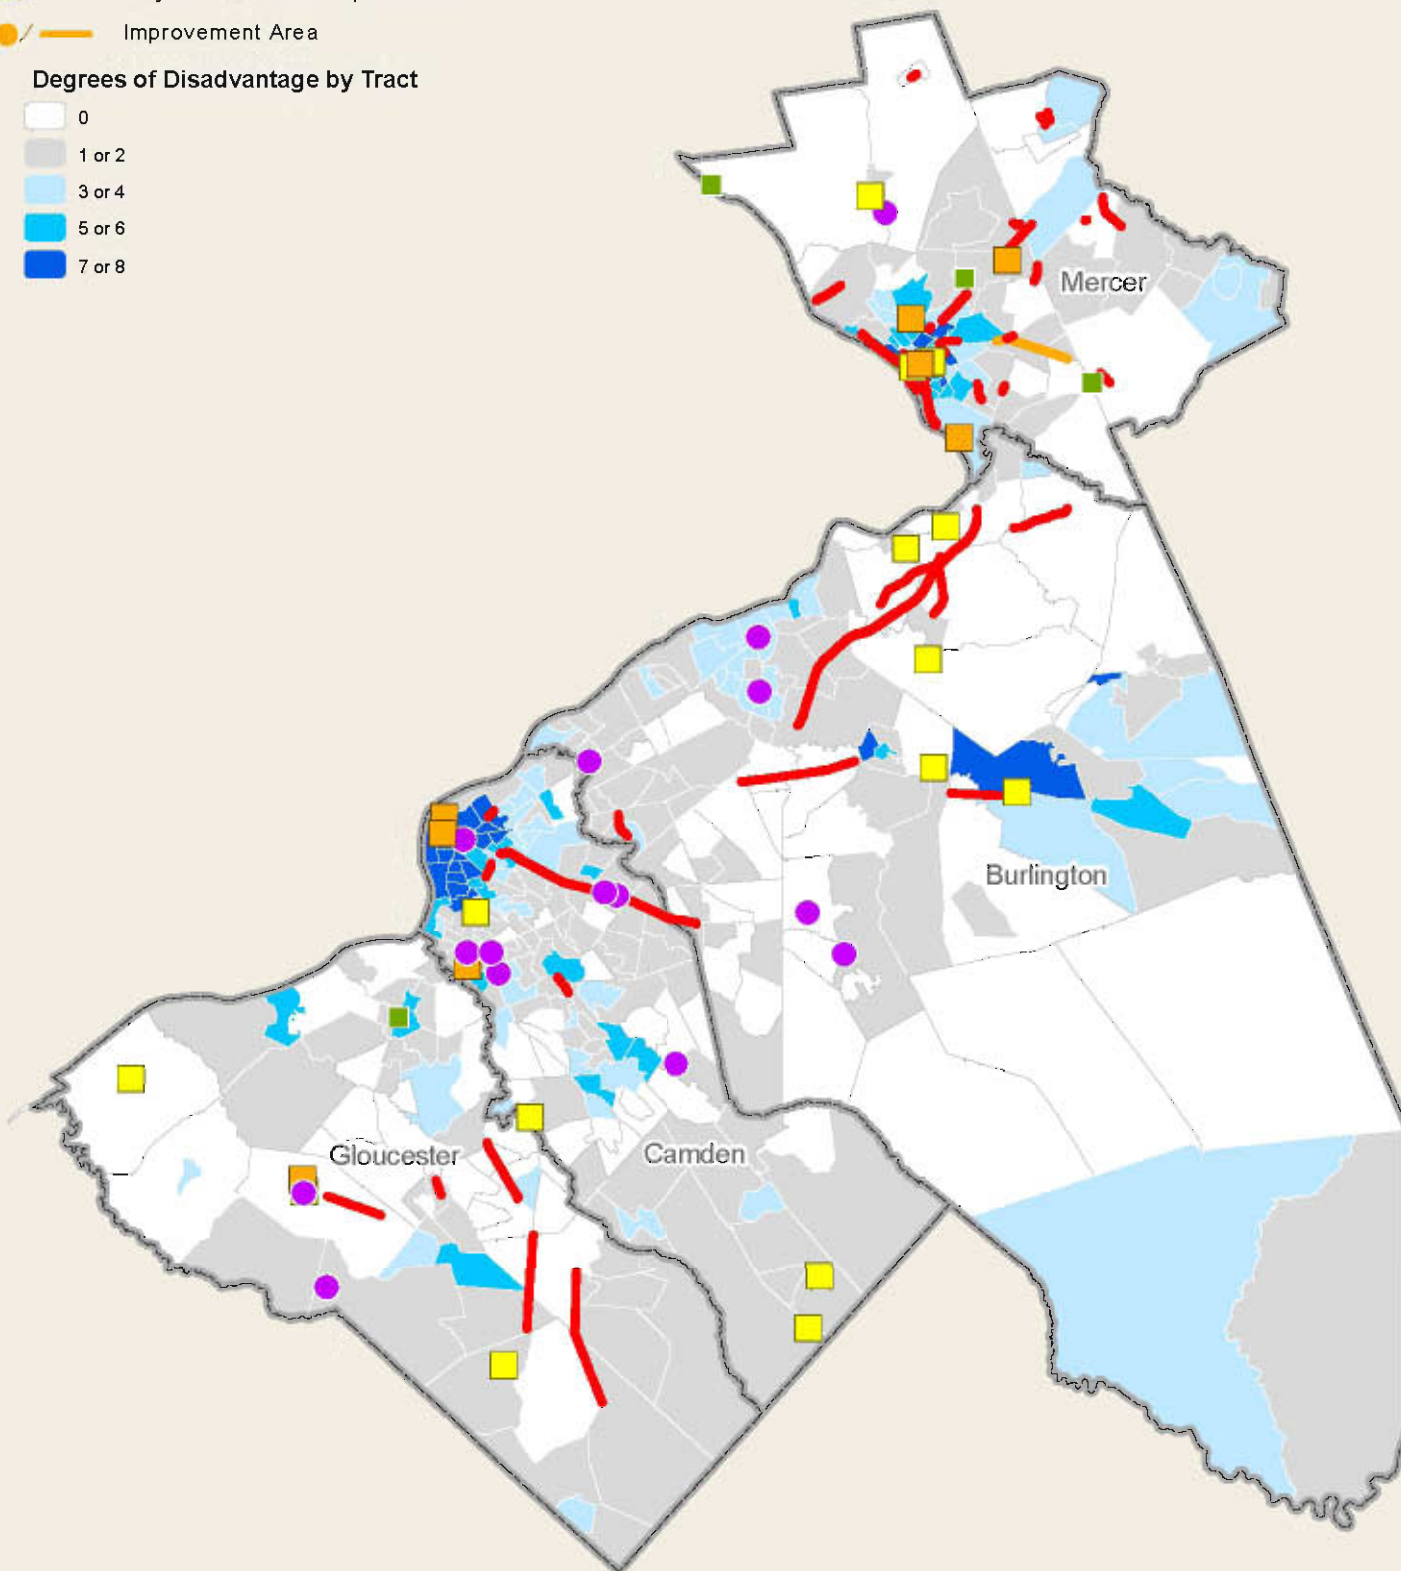 Improvement Area
Degrees of Disadvantage by Tract
0
1 or 2
3 or 4
5 or 6
7 or 8
Mercer
Burlington
Gloucester
Camden